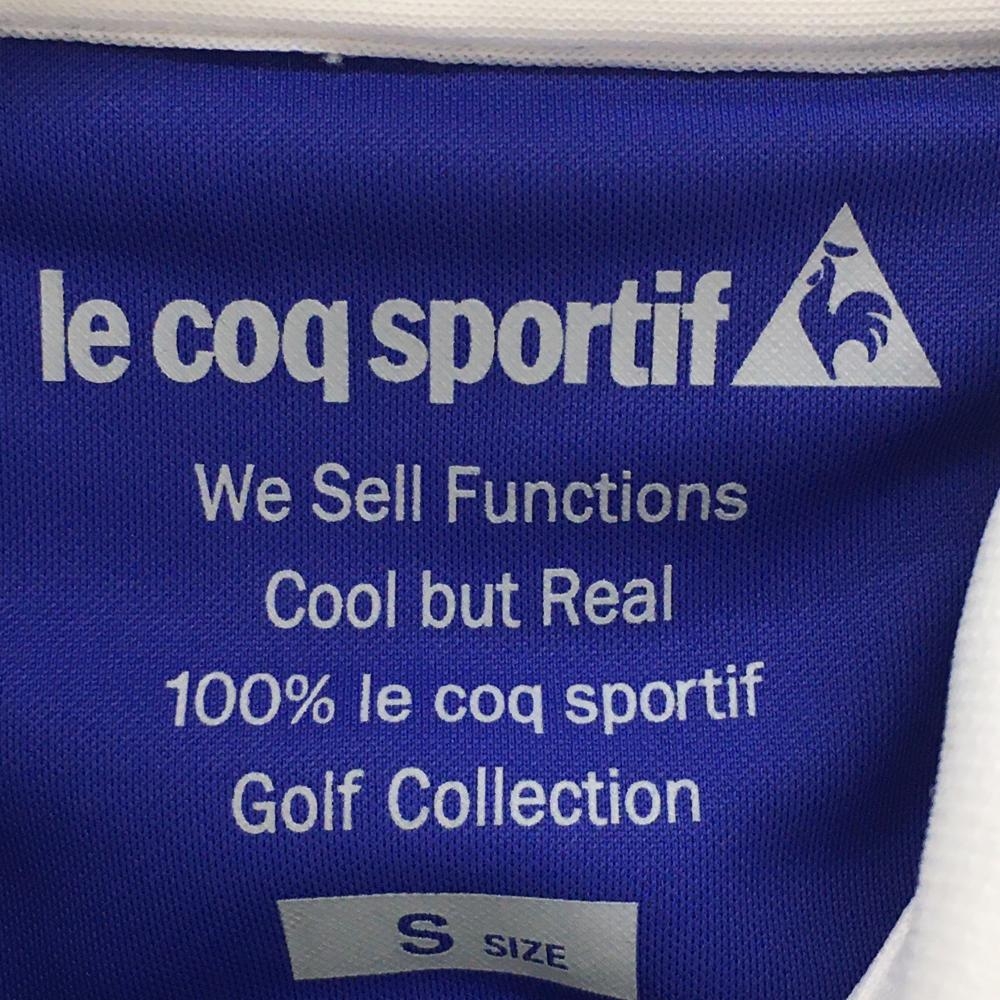 le coq sportif
We Sell Functions
Cool but Real
100% le coq sportif
Golf Collection
S SIZE